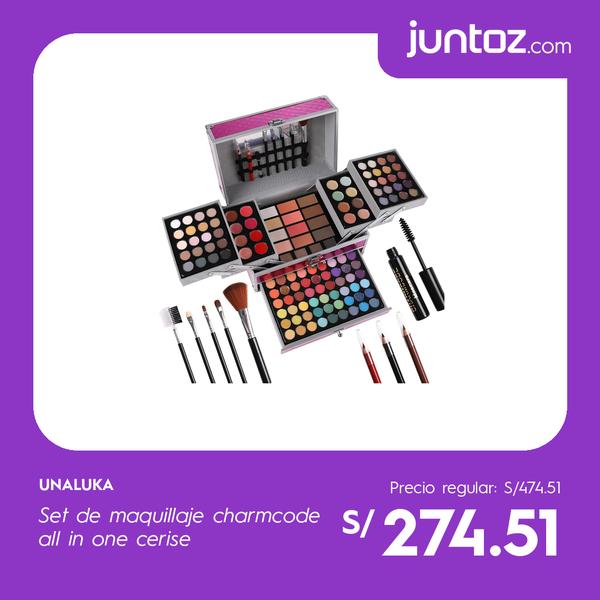 juntoz.com
UNALUKA
Set de maquillaje charmcode
all in one cerise
Precio regular: S/474.51
S/ 274.51